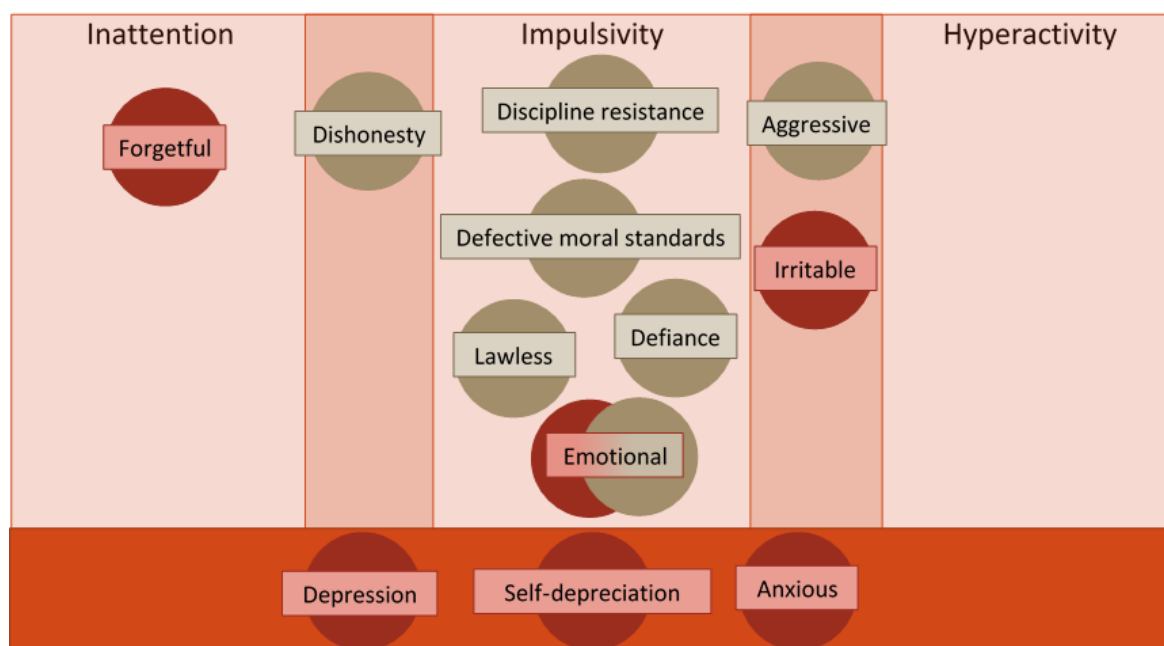 Inattention
Impulsivity
Hyperactivity
Discipline resistance
Aggressive
Dishonesty
Forgetful
Defective moral standards
Irritable
Defiance
Lawless
Emotional
Depression
Self-depreciation
Anxious